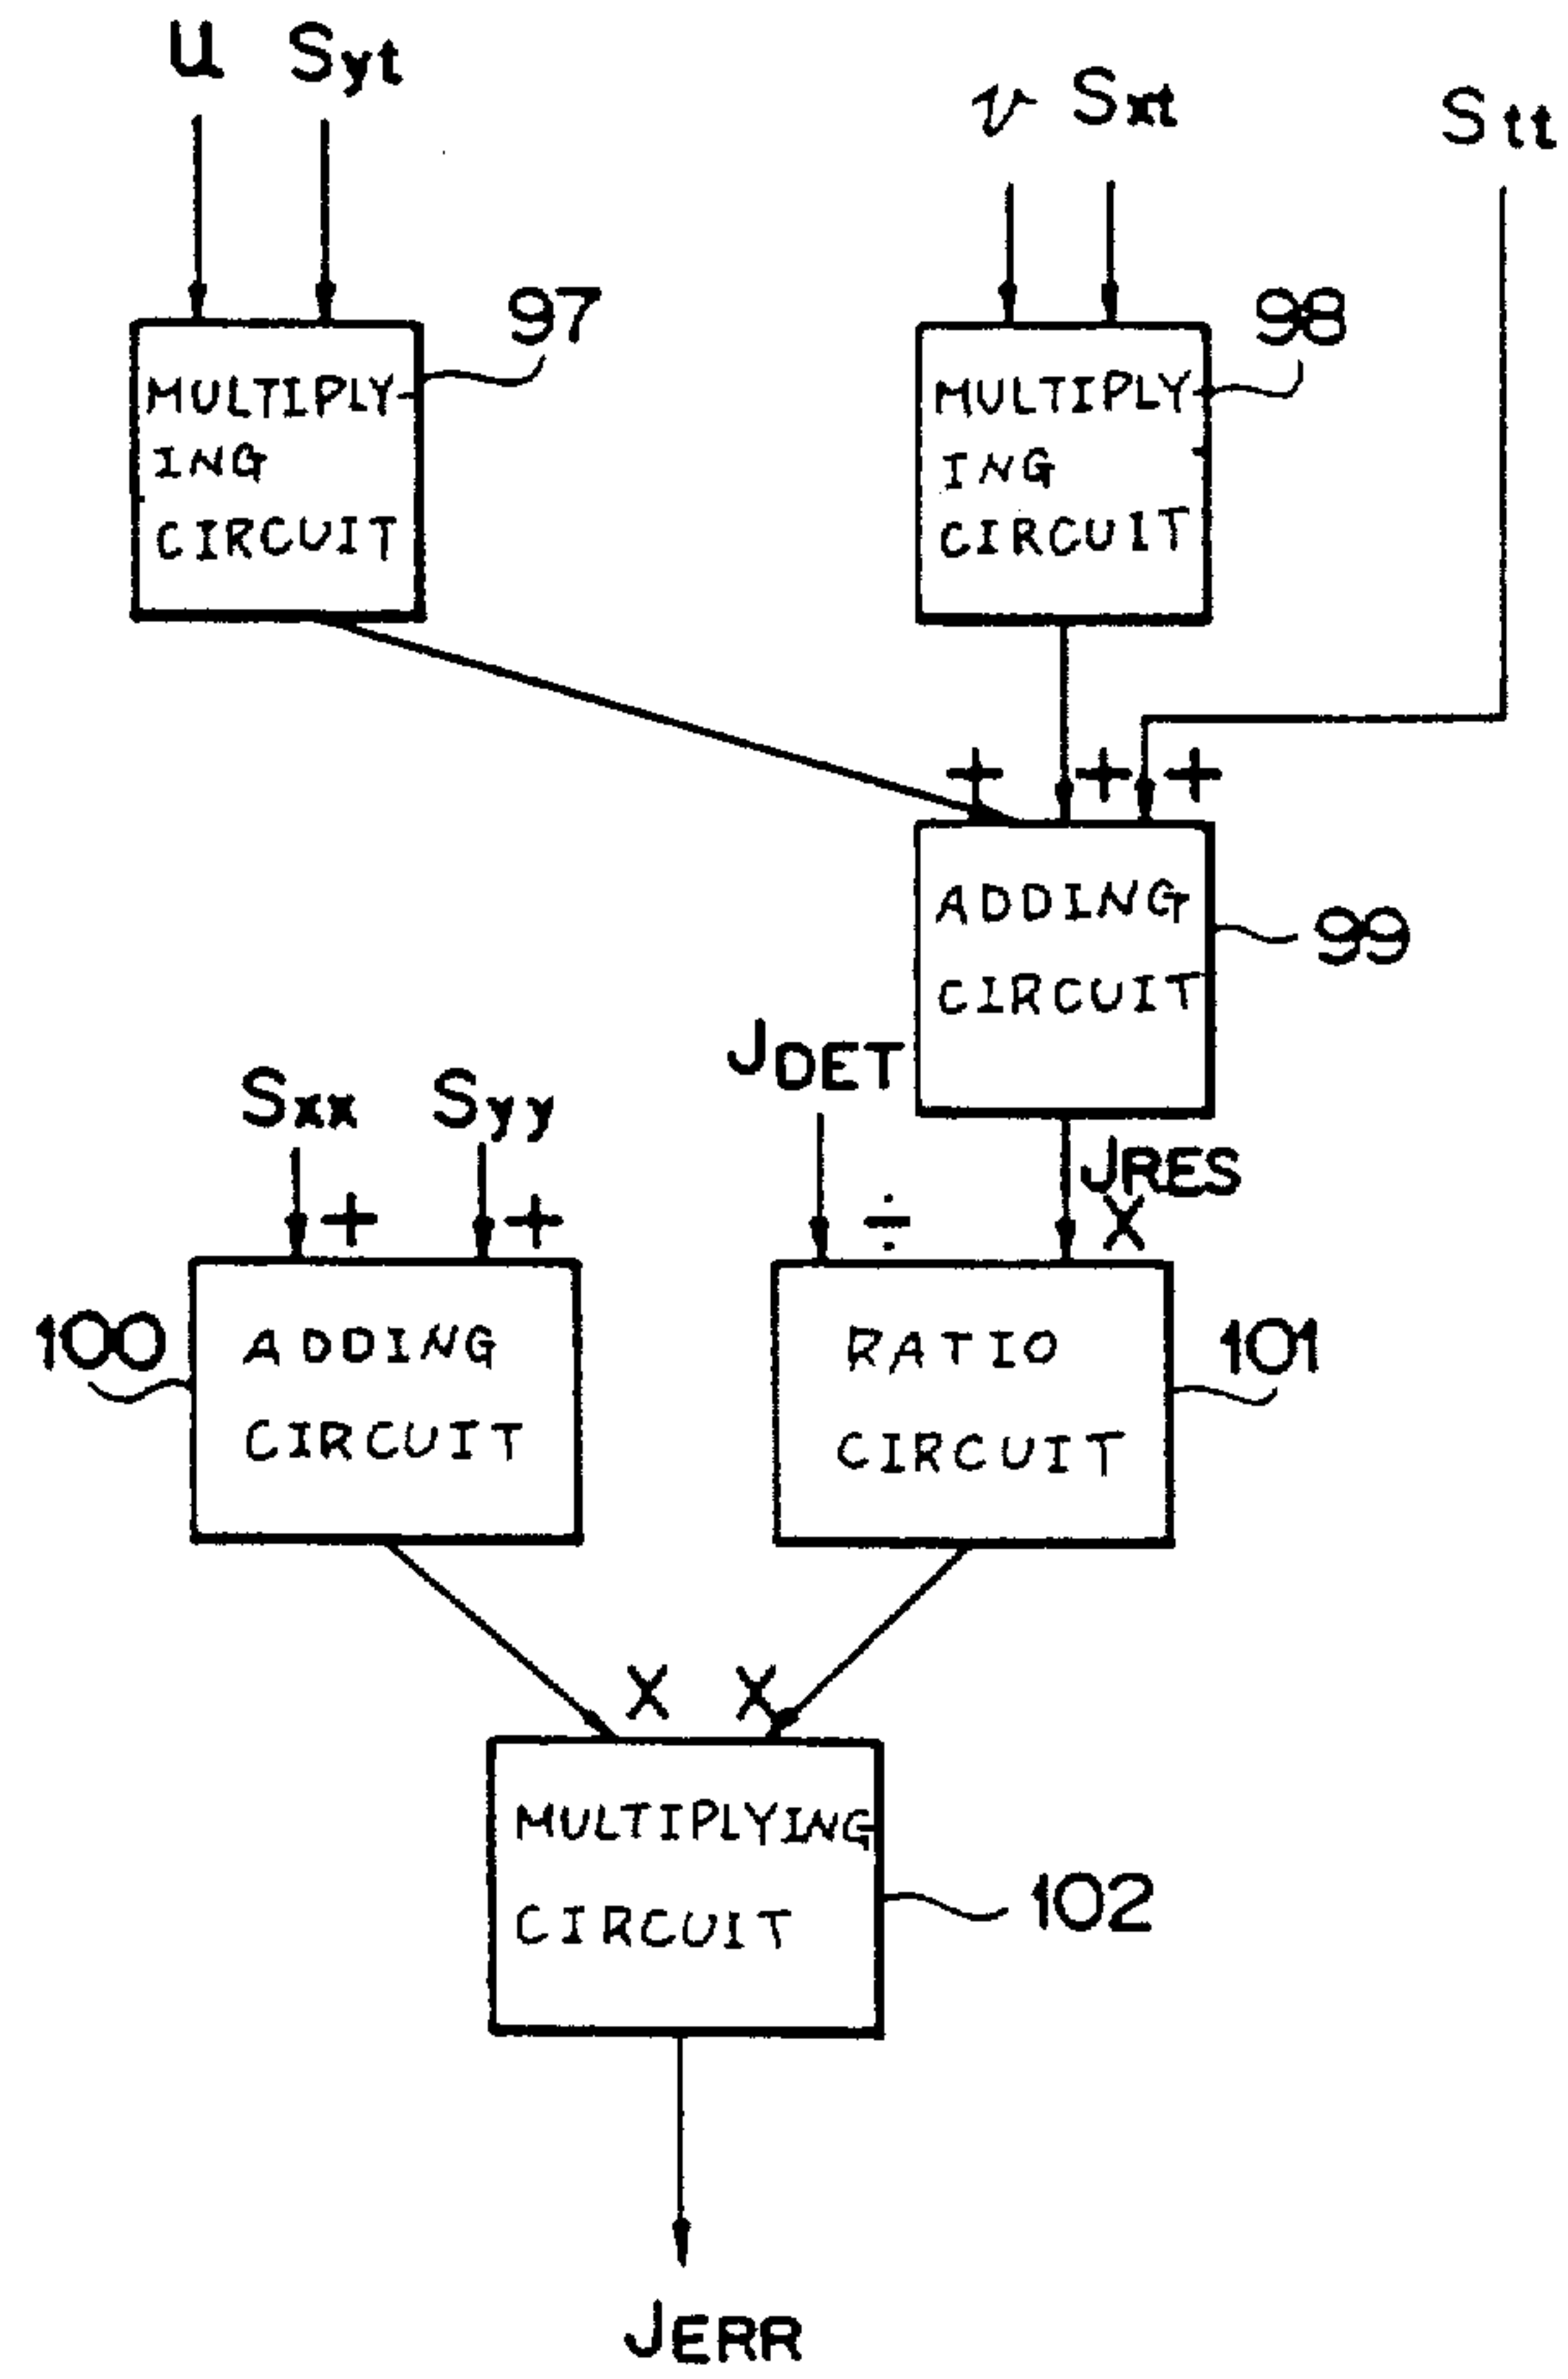 u Syt
v Sxt
Stt
97
98
MULTIPLY-
ING
CIRCUIT
MULTIPLY-
ING
CIRCUIT
+ + +
ADDING
CIRCUIT
99
JOET
Sxx Syy
JRES
+ +
÷ X
100
ADDING
CIRCUIT
RATIO
CIRCUIT
101
X X
MULTIPLYING
CIRCUIT
102
JERR